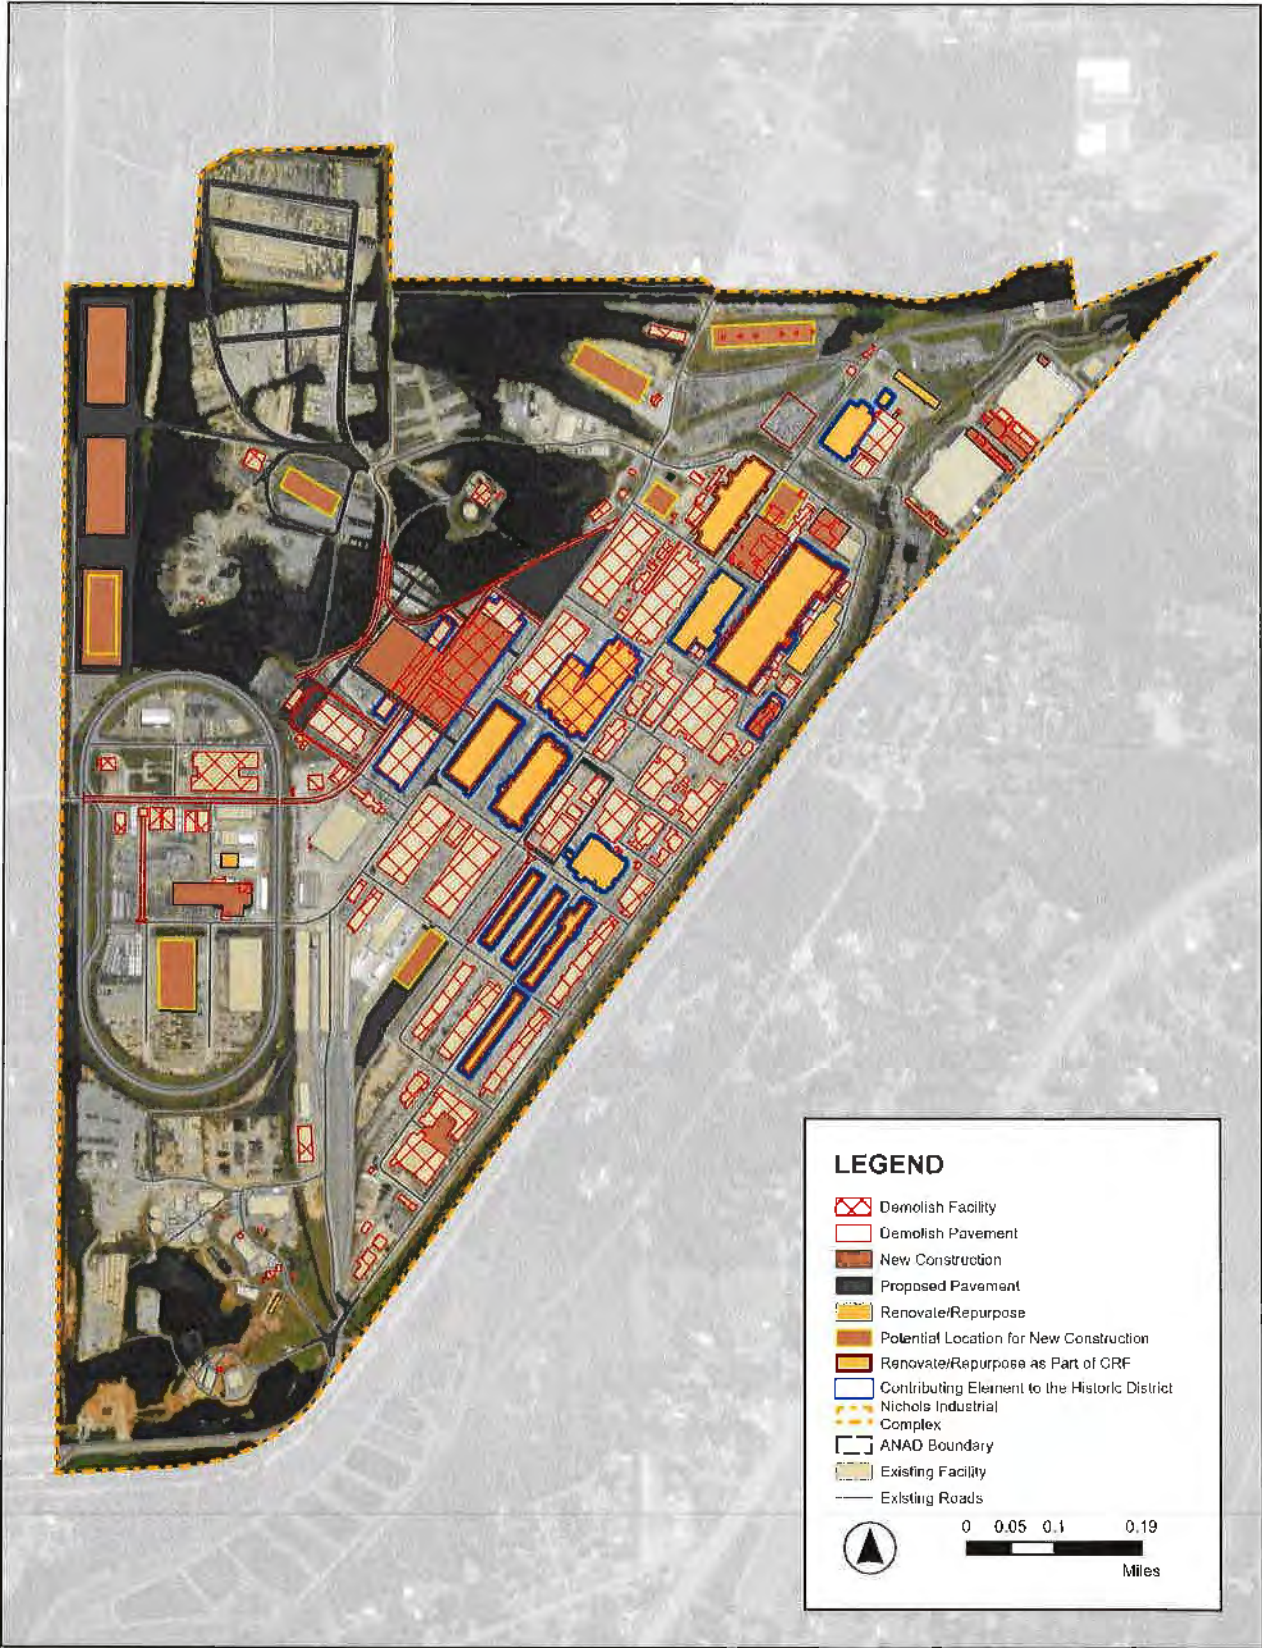 LEGEND
Demolish Facility
Demolish Pavement
New Construction
Proposed Pavement
Renovate/Repurpose
Potential Location for New Construction
Renovate/Repurpose as Part of CRF
Contributing Element to the Historic District
Nichols Industrial
Complex
ANAD Boundary
Existing Facility
Existing Roads
0 0.05 0.1 0.19
Miles